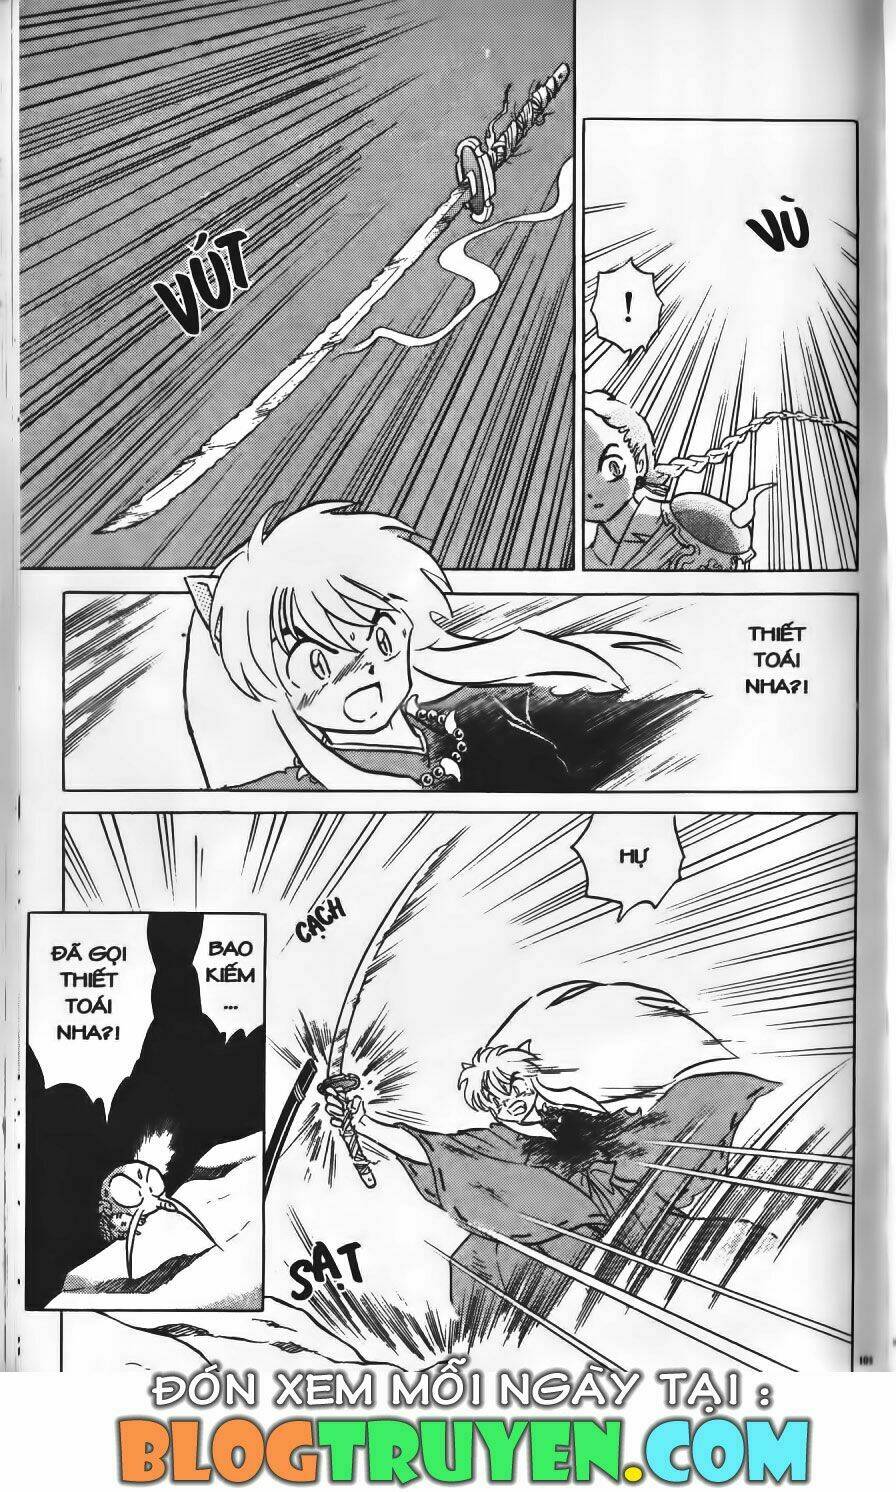 VÙ
!
VÚT
THIẾT
TOÁI
NHA?!
HỰ
CẠCH
SẠT
BAO
KIẾM
...
ĐÃ GỌI
THIẾT
TOÁI
NHA?!
ĐÓN XEM MỖI NGÀY TẠI :
BLOGTRUYEN.COM